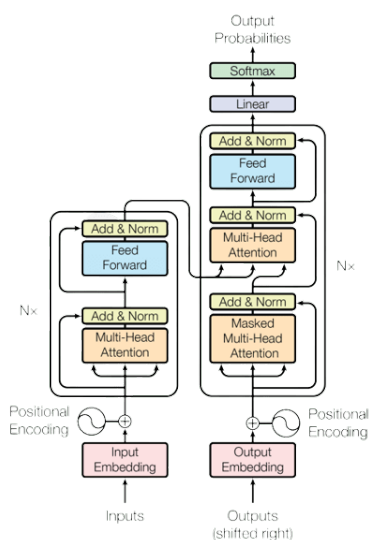 Output
Probabilities
Softmax
Linear
Add & Norm
Feed
Forward
Add & Norm
Multi-Head
Attention
Add & Norm
Masked
Multi-Head
Attention
Nx
Add & Norm
Feed
Forward
Add & Norm
Multi-Head
Attention
Nx
Positional
Encoding
Positional
Encoding
Input
Embedding
Output
Embedding
Inputs
Outputs
(shifted right)